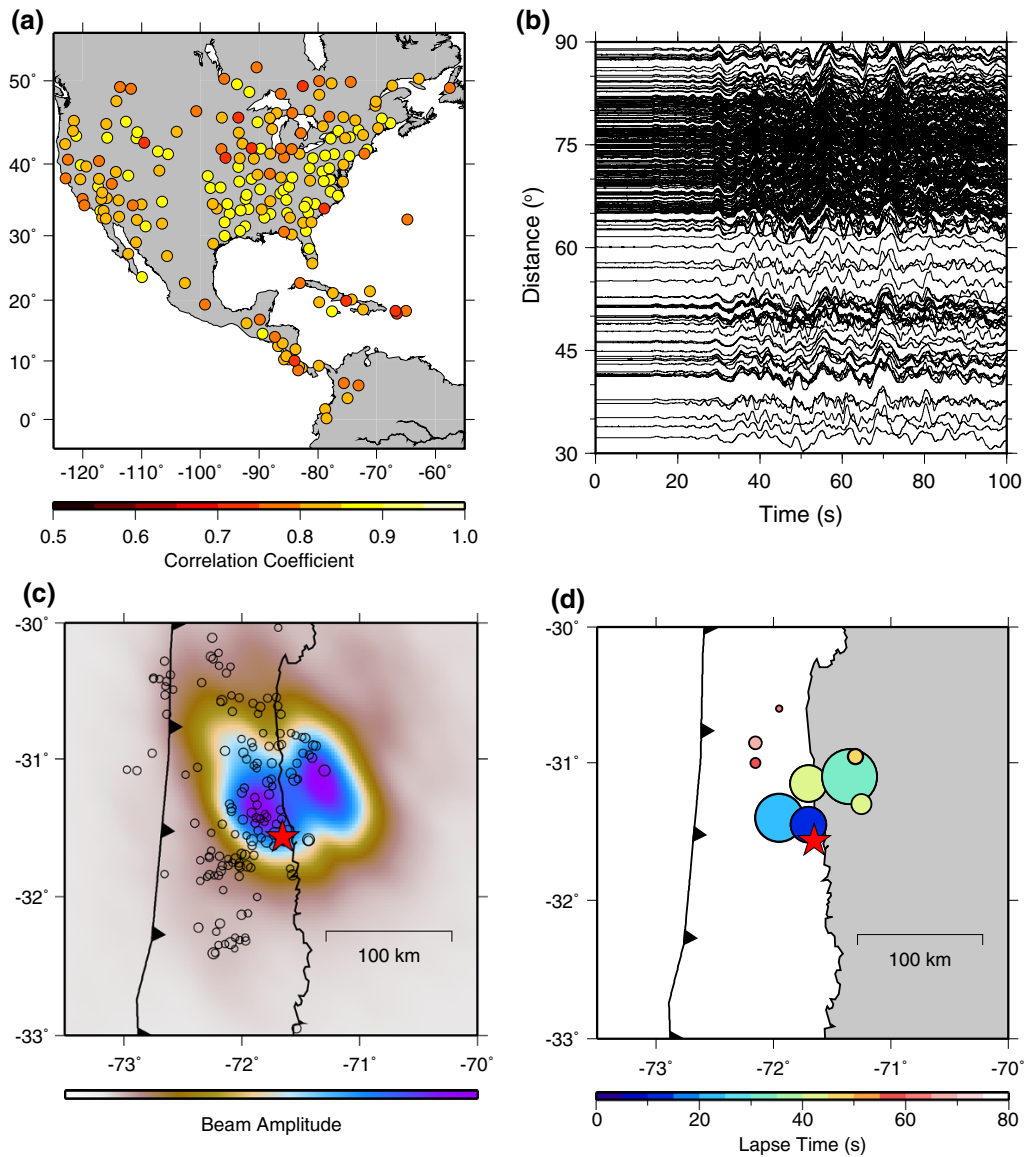 (a)
50˚
40˚
30˚
20˚
10˚
0˚
-120˚ -110˚ -100˚ -90˚ -80˚ -70˚ -60˚
0.5 0.6 0.7 0.8 0.9 1.0
Correlation Coefficient
(b)
90
75
60
45
30
Distance (°)
0 20 40 60 80 100
Time (s)
(c)
-30˚
-31˚
-32˚
-33˚
100 km
-73˚ -72˚ -71˚ -70˚
Beam Amplitude
(d)
-30˚
-31˚
-32˚
-33˚
100 km
-73˚ -72˚ -71˚ -70˚
0 20 40 60 80
Lapse Time (s)